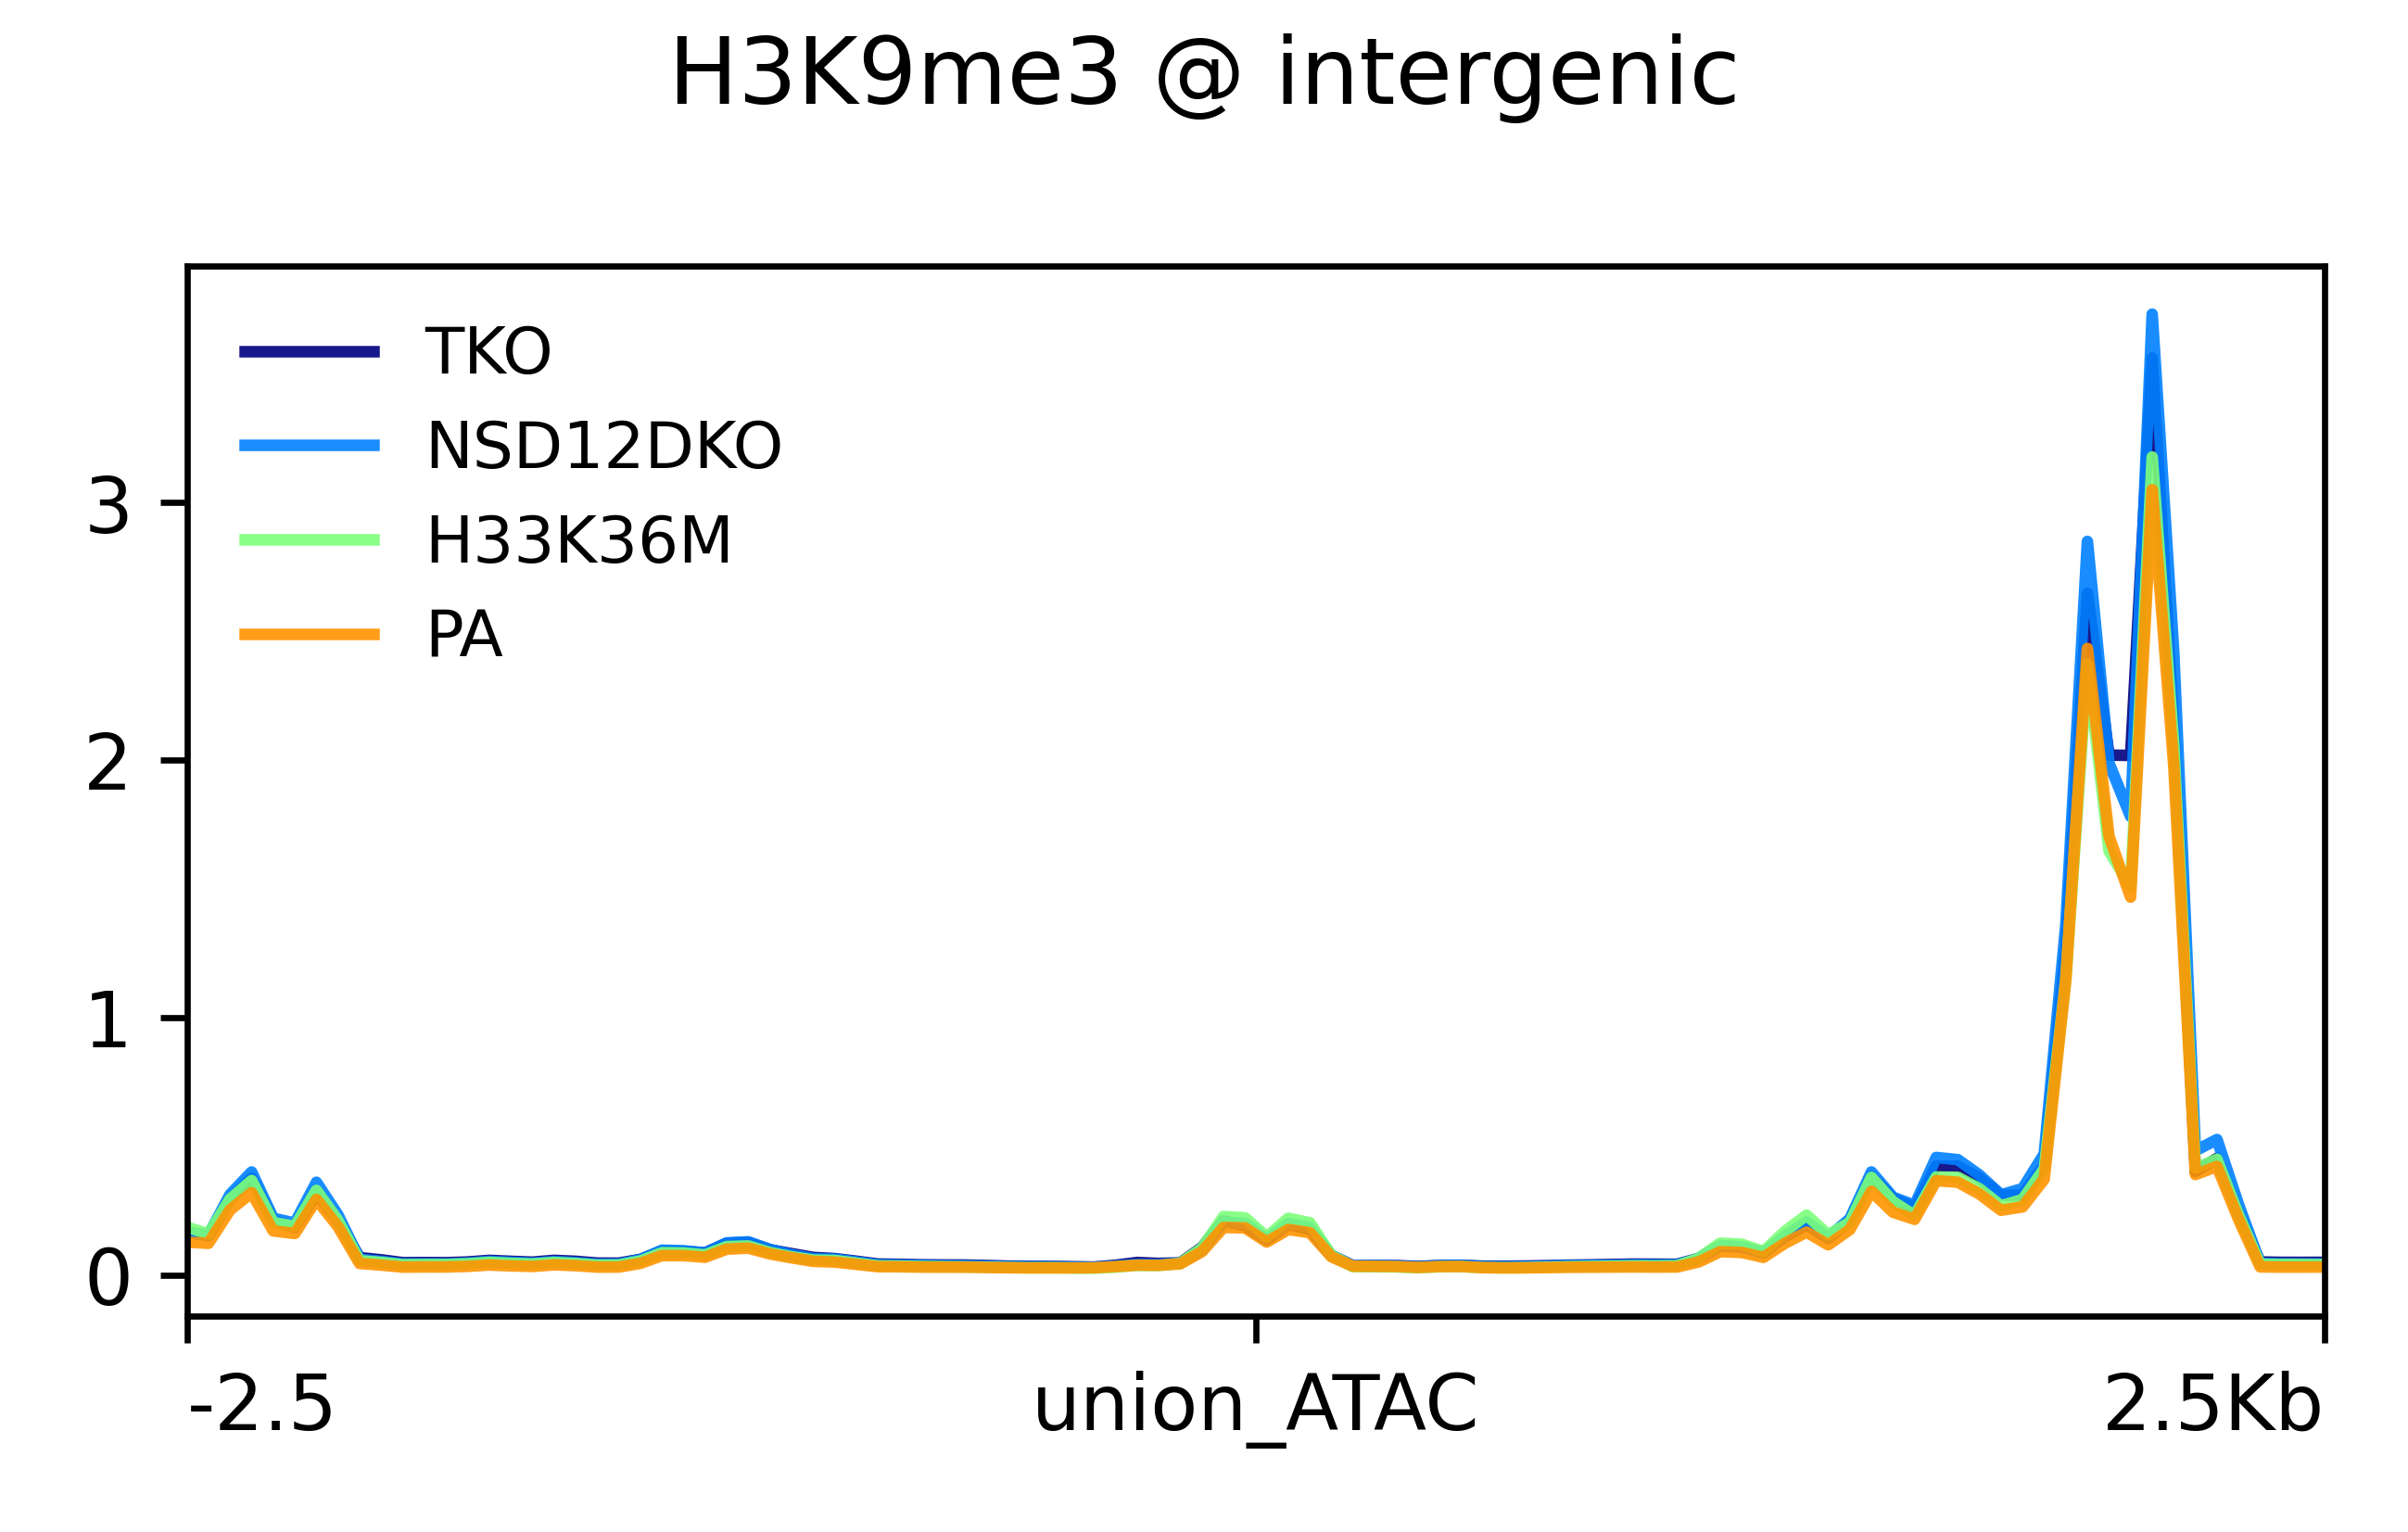 H3K9me3 @ intergenic
TKO
NSD12DKO
H33K36M
PA
3
2
1
0
-2.5
union_ATAC
2.5Kb